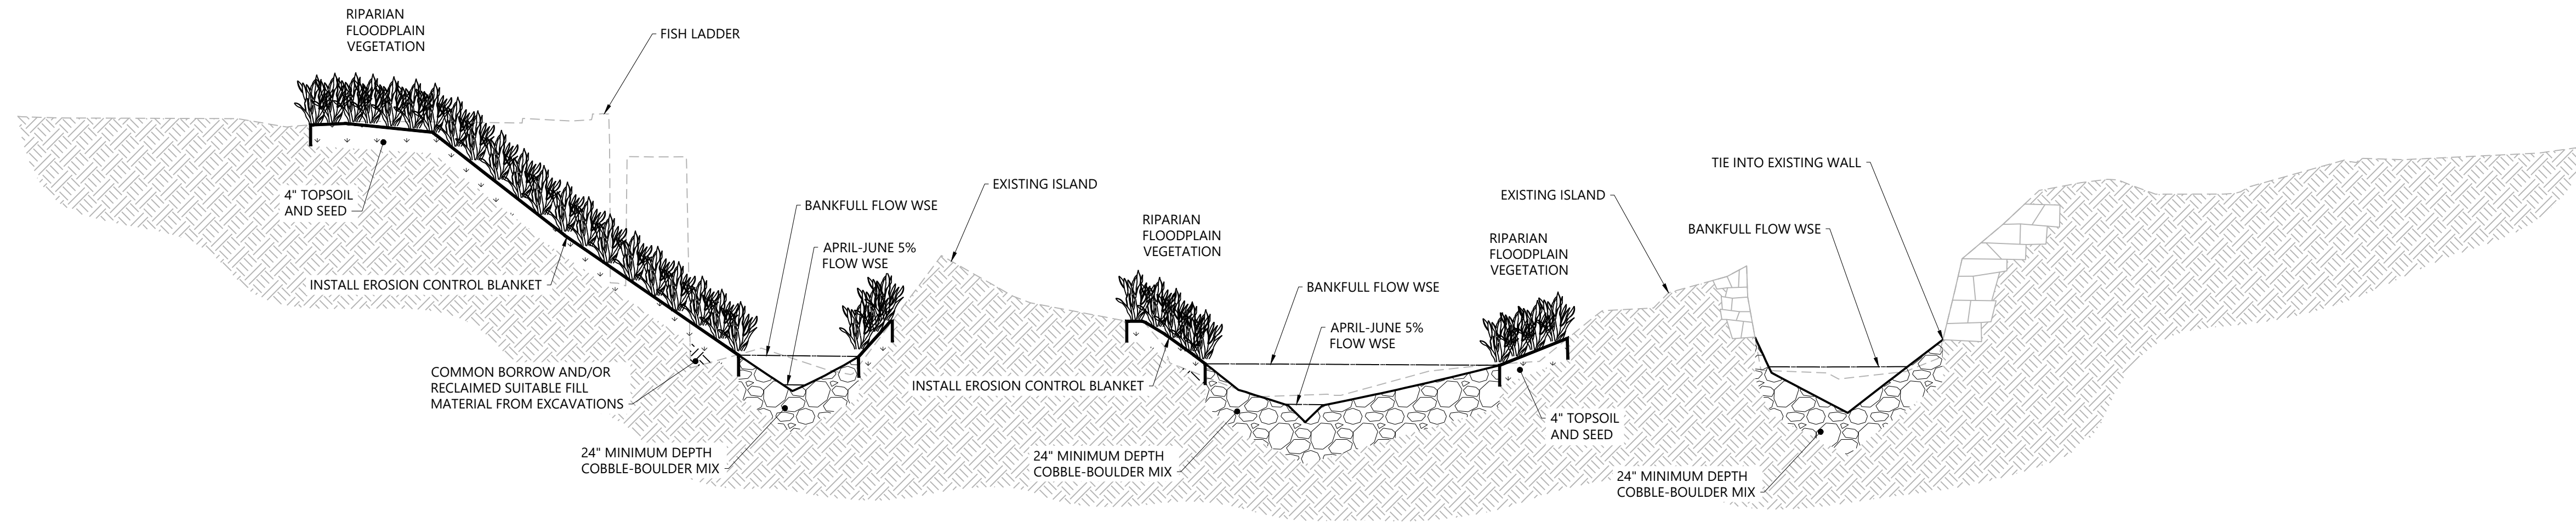 RIPARIAN
FLOODPLAIN
VEGETATION
FISH LADDER
4" TOPSOIL
AND SEED
INSTALL EROSION CONTROL BLANKET
COMMON BORROW AND/OR
RECLAIMED SUITABLE FILL
MATERIAL FROM EXCAVATIONS
24" MINIMUM DEPTH
COBBLE-BOULDER MIX
BANKFULL FLOW WSE
APRIL-JUNE 5%
FLOW WSE
EXISTING ISLAND
RIPARIAN
FLOODPLAIN
VEGETATION
INSTALL EROSION CONTROL BLANKET
24" MINIMUM DEPTH
COBBLE-BOULDER MIX
BANKFULL FLOW WSE
APRIL-JUNE 5%
FLOW WSE
RIPARIAN
FLOODPLAIN
VEGETATION
4" TOPSOIL
AND SEED
EXISTING ISLAND
TIE INTO EXISTING WALL
BANKFULL FLOW WSE
24" MINIMUM DEPTH
COBBLE-BOULDER MIX